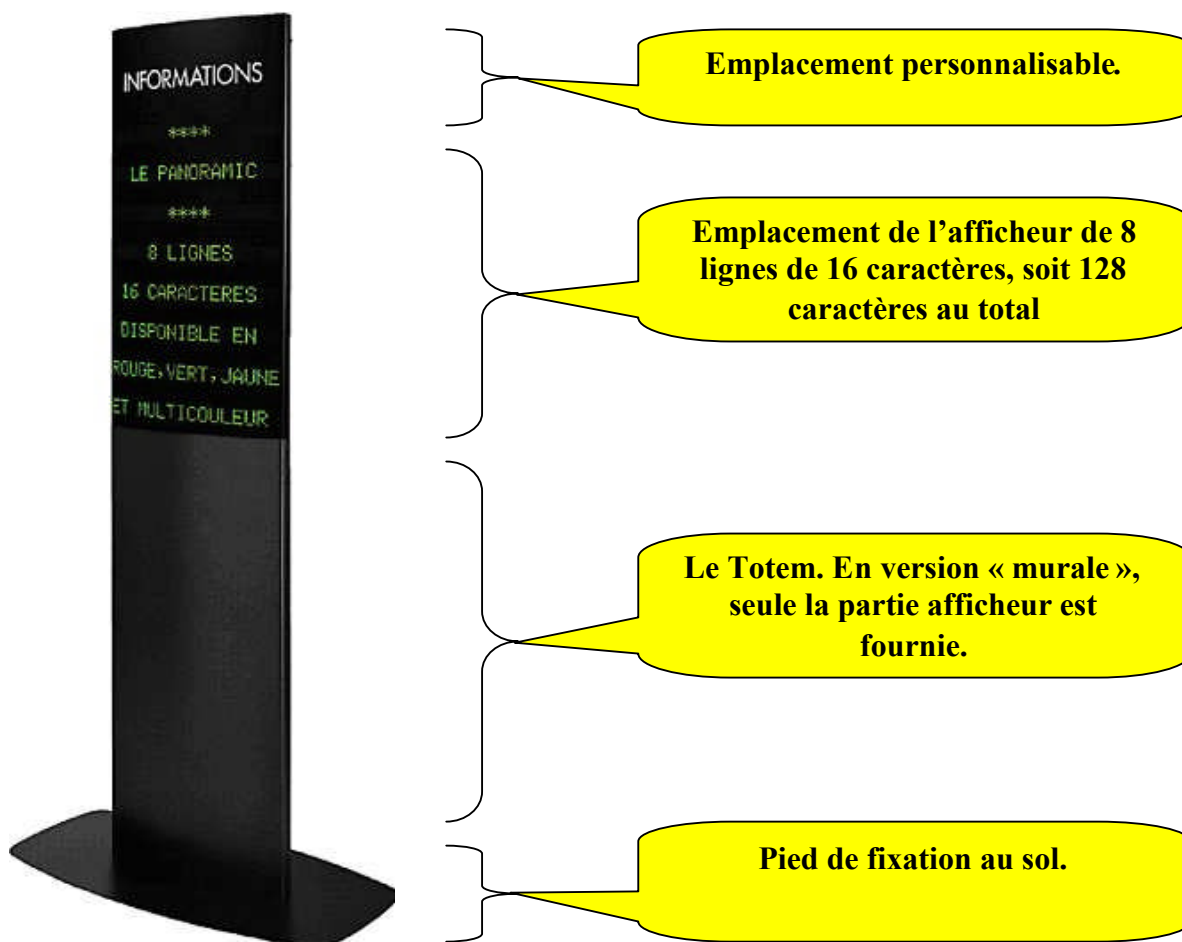 INFORMATIONS
****
LE PANORAMIC
****
8 LIGNES
16 CARACTERES
DISPONIBLE EN
ROUGE,VERT,JAUNE
ET MULTICOULEUR
Emplacement personnalisable.
Emplacement de l’afficheur de 8
lignes de 16 caractères, soit 128
caractères au total
Le Totem. En version « murale »,
seule la partie afficheur est
fournie.
Pied de fixation au sol.